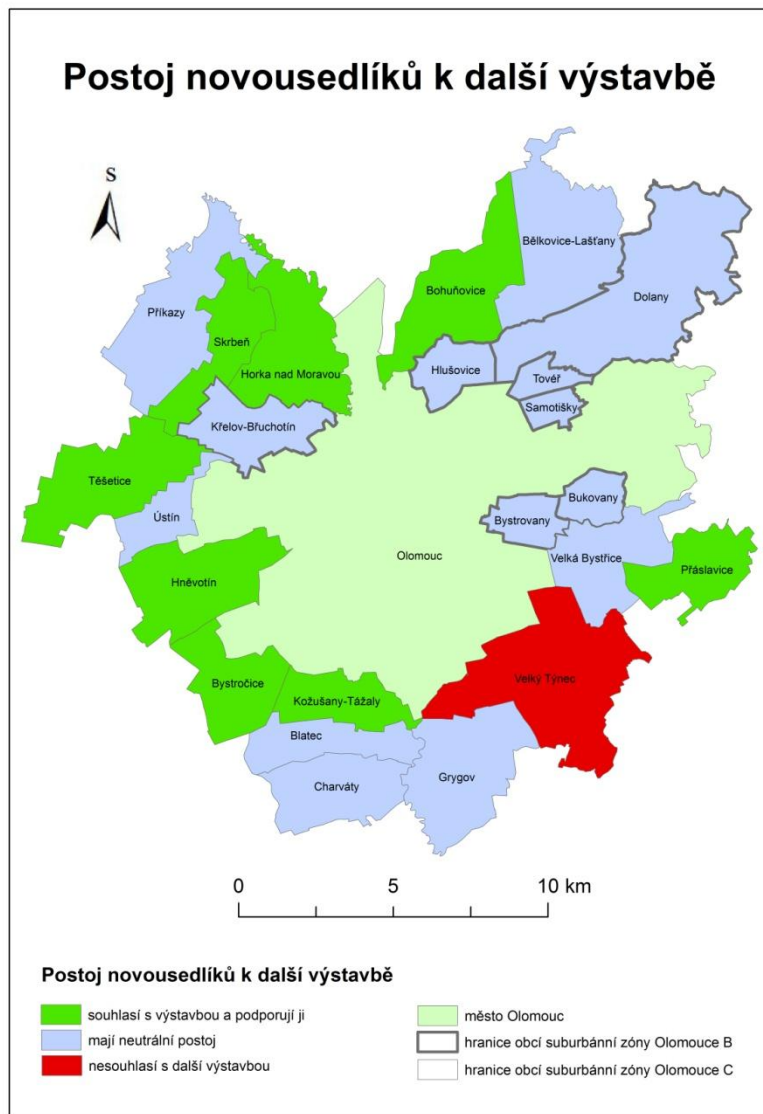 Postoj novousedlíků k další výstavbě
S
Bělkovice-Lašťany
Bohuňovice
Dolany
Příkazy
Skrbeň
Hlušovice
Horka nad Moravou
Tovéř
Samotišky
Křelov-Břuchotín
Těšetice
Bukovany
Ústín
Bystrovany
Olomouc
Velká Bystřice
Přáslavice
Hněvotín
Velký Týnec
Bystročice
Kožušany-Tážaly
Blatec
Grygov
Charváty
0 5 10 km
Postoj novousedlíků k další výstavbě
souhlasí s výstavbou a podporují ji
mají neutrální postoj
nesouhlasí s další výstavbou
město Olomouc
hranice obcí suburbánní zóny Olomouce B
hranice obcí suburbánní zóny Olomouce C